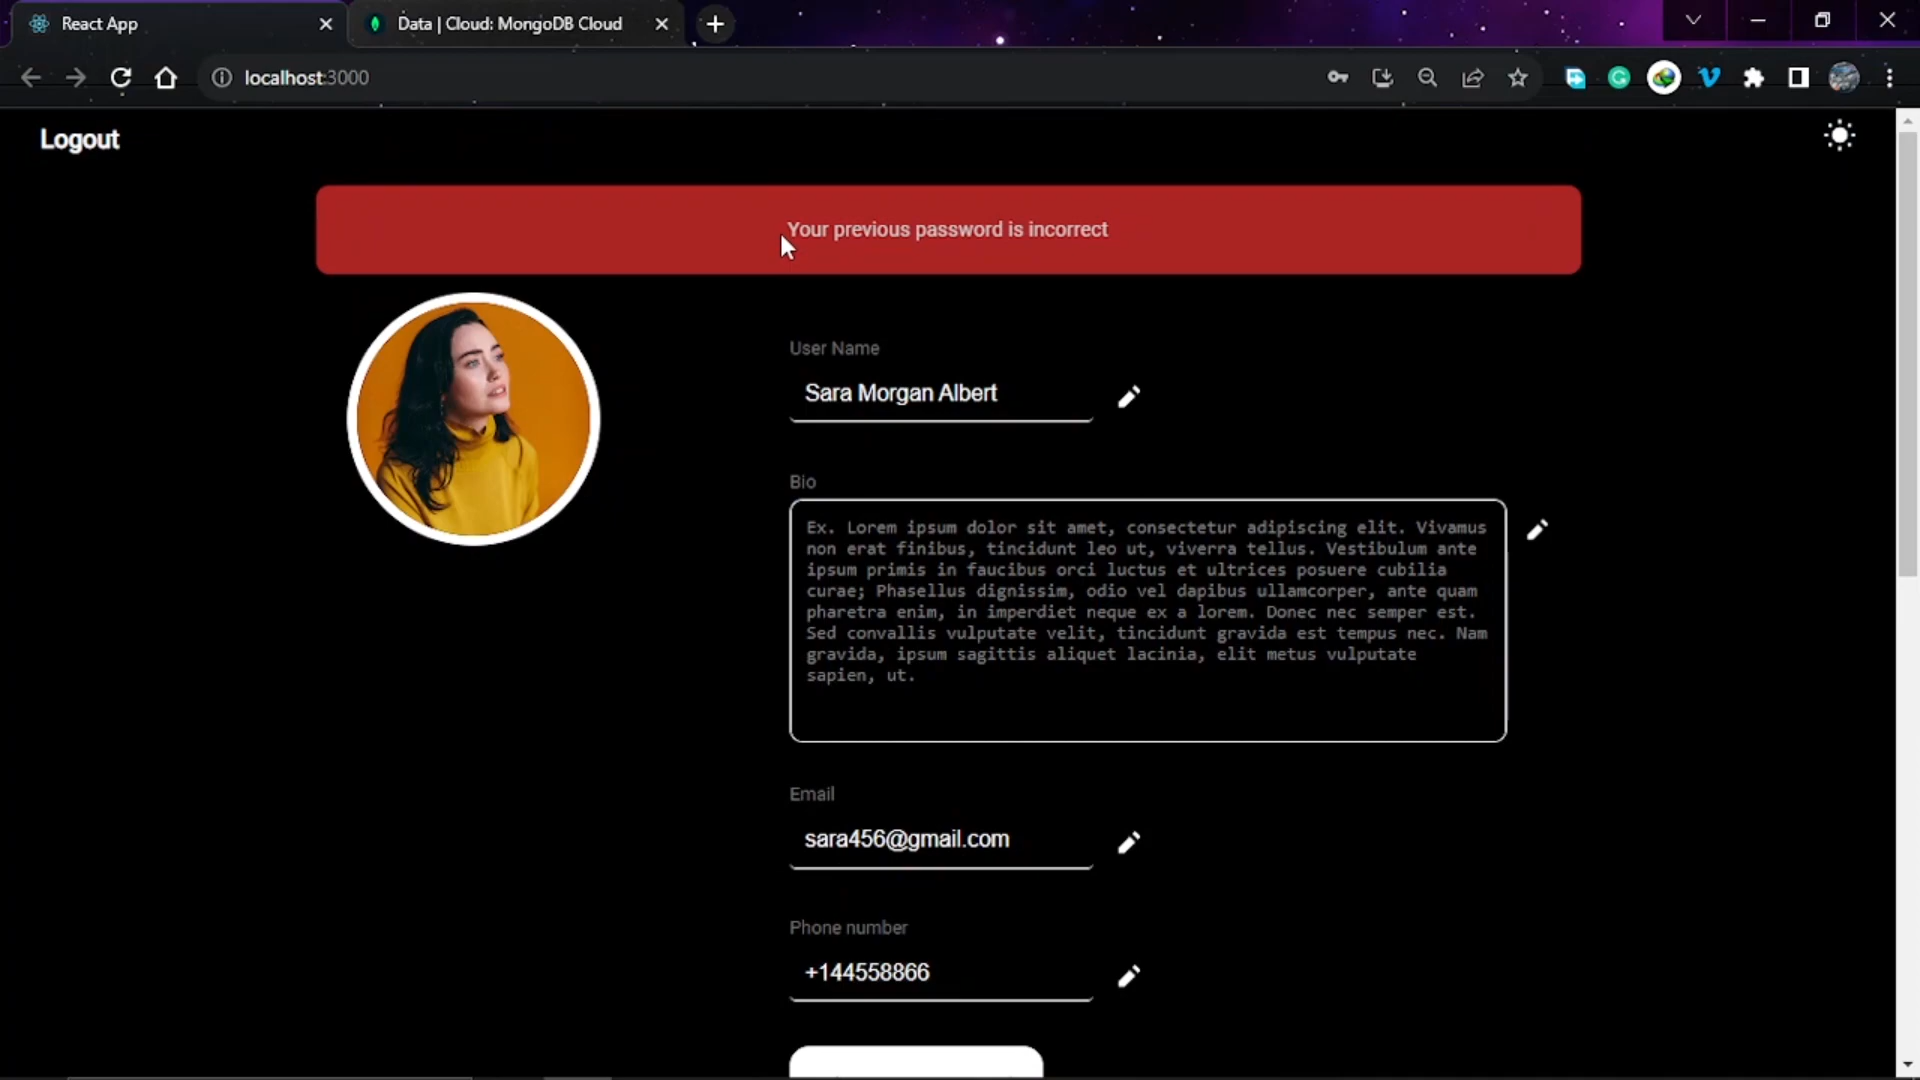 React App
Data | Cloud: MongoDB Cloud
localhost:3000
Logout
Your previous password is incorrect
User Name
Sara Morgan Albert
Bio
Ex. Lorem ipsum dolor sit amet, consectetur adipiscing elit. Vivamus
non erat finibus, tincidunt leo ut, viverra tellus. Vestibulum ante
ipsum primis in faucibus orci luctus et ultrices posuere cubilia
curae; Phasellus dignissim, odio vel dapibus ullamcorper, ante quam
pharetra enim, in imperdiet neque ex a lorem. Donec nec semper est.
Sed convallis vulputate velit, tincidunt gravida est tempus nec. Nam
gravida, ipsum sagittis aliquet lacinia, elit metus vulputate
sapien, ut.
Email
sara456@gmail.com
Phone number
+144558866